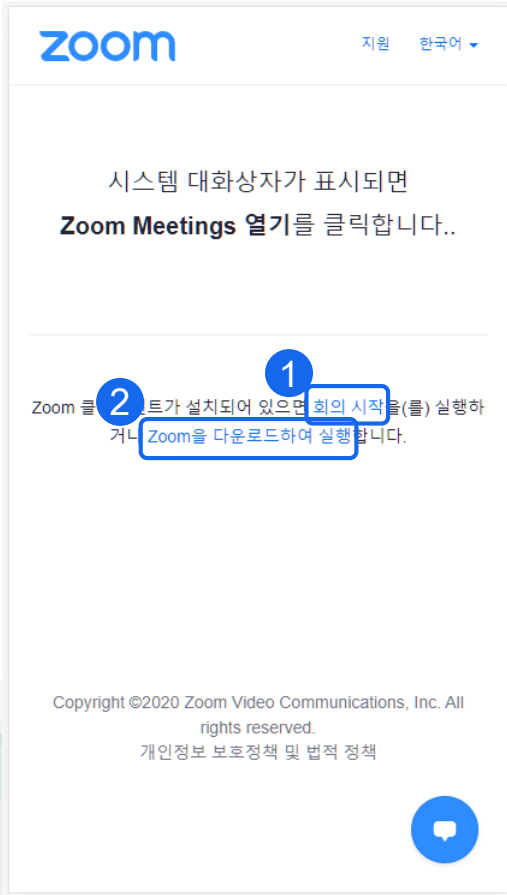 zoom
지원 한국어
시스템 대화상자가 표시되면
Zoom Meetings 열기를 클릭합니다..
1
2
Zoom 클 트가 설치되어 있으면 회의 시작을(를) 실행하
거나 Zoom을 다운로드하여 실행합니다.
Copyright ©2020 Zoom Video Communications, Inc. All
rights reserved.
개인정보 보호정책 및 법적 정책